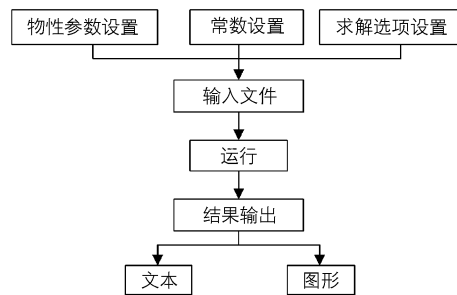 物性参数设置
常数设置
求解选项设置
输入文件
运行
结果输出
文本
图形